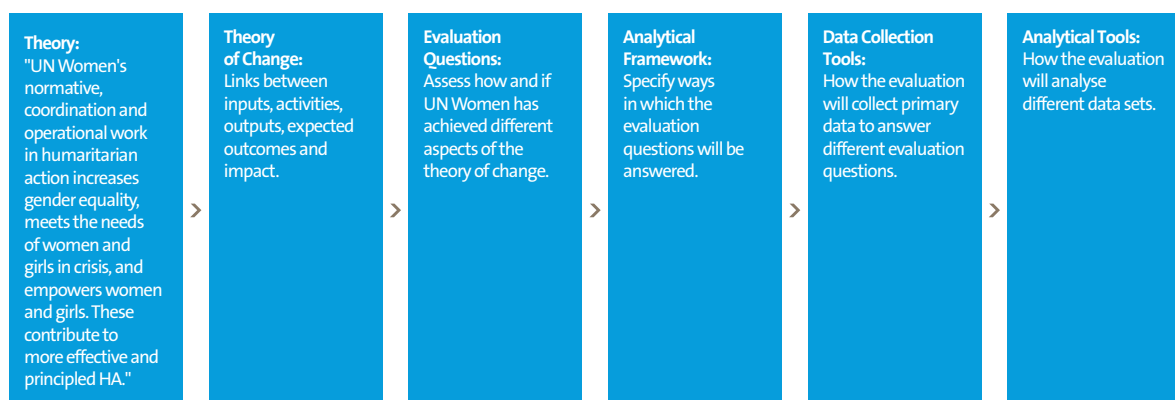 Theory:
"UN Women's
normative,
coordination and
operational work
in humanitarian
action increases
gender equality,
meets the needs
of women and
girls in crisis, and
empowers women
and girls. These
contribute to
more effective and
principled HA."
Theory
of Change:
Links between
inputs, activities,
outputs, expected
outcomes and
impact.
Evaluation
Questions:
Assess how and if
UN Women has
achieved different
aspects of the
theory of change.
Analytical
Framework:
Specify ways
in which the
evaluation
questions will be
answered.
Data Collection
Tools:
How the evaluation
will collect primary
data to answer
different evaluation
questions.
Analytical Tools:
How the evaluation
will analyse
different data sets.